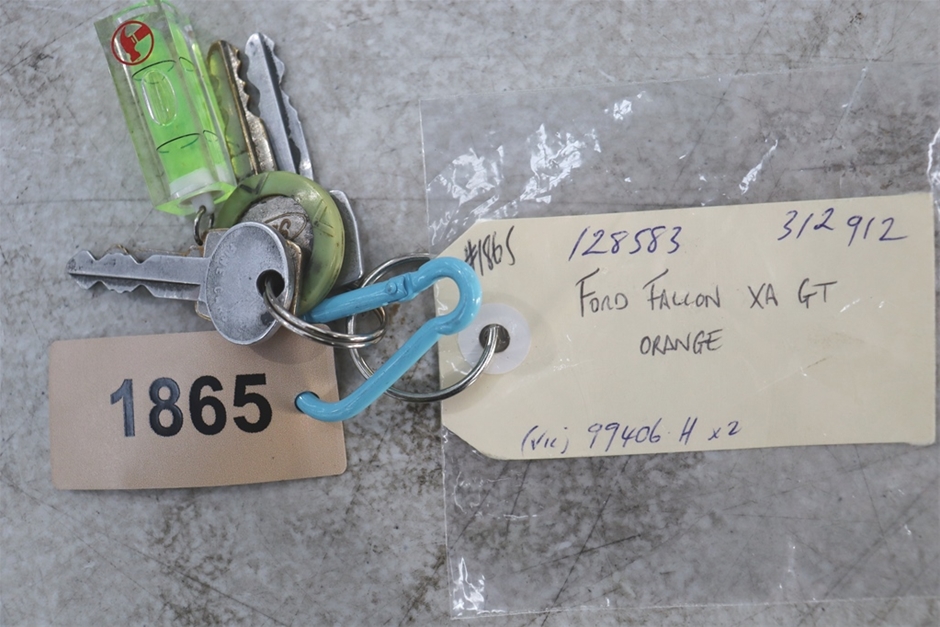 1865
#1865
128583 312912
FORD FALCON XA GT
ORANGE
(Vic) 99406·H x2